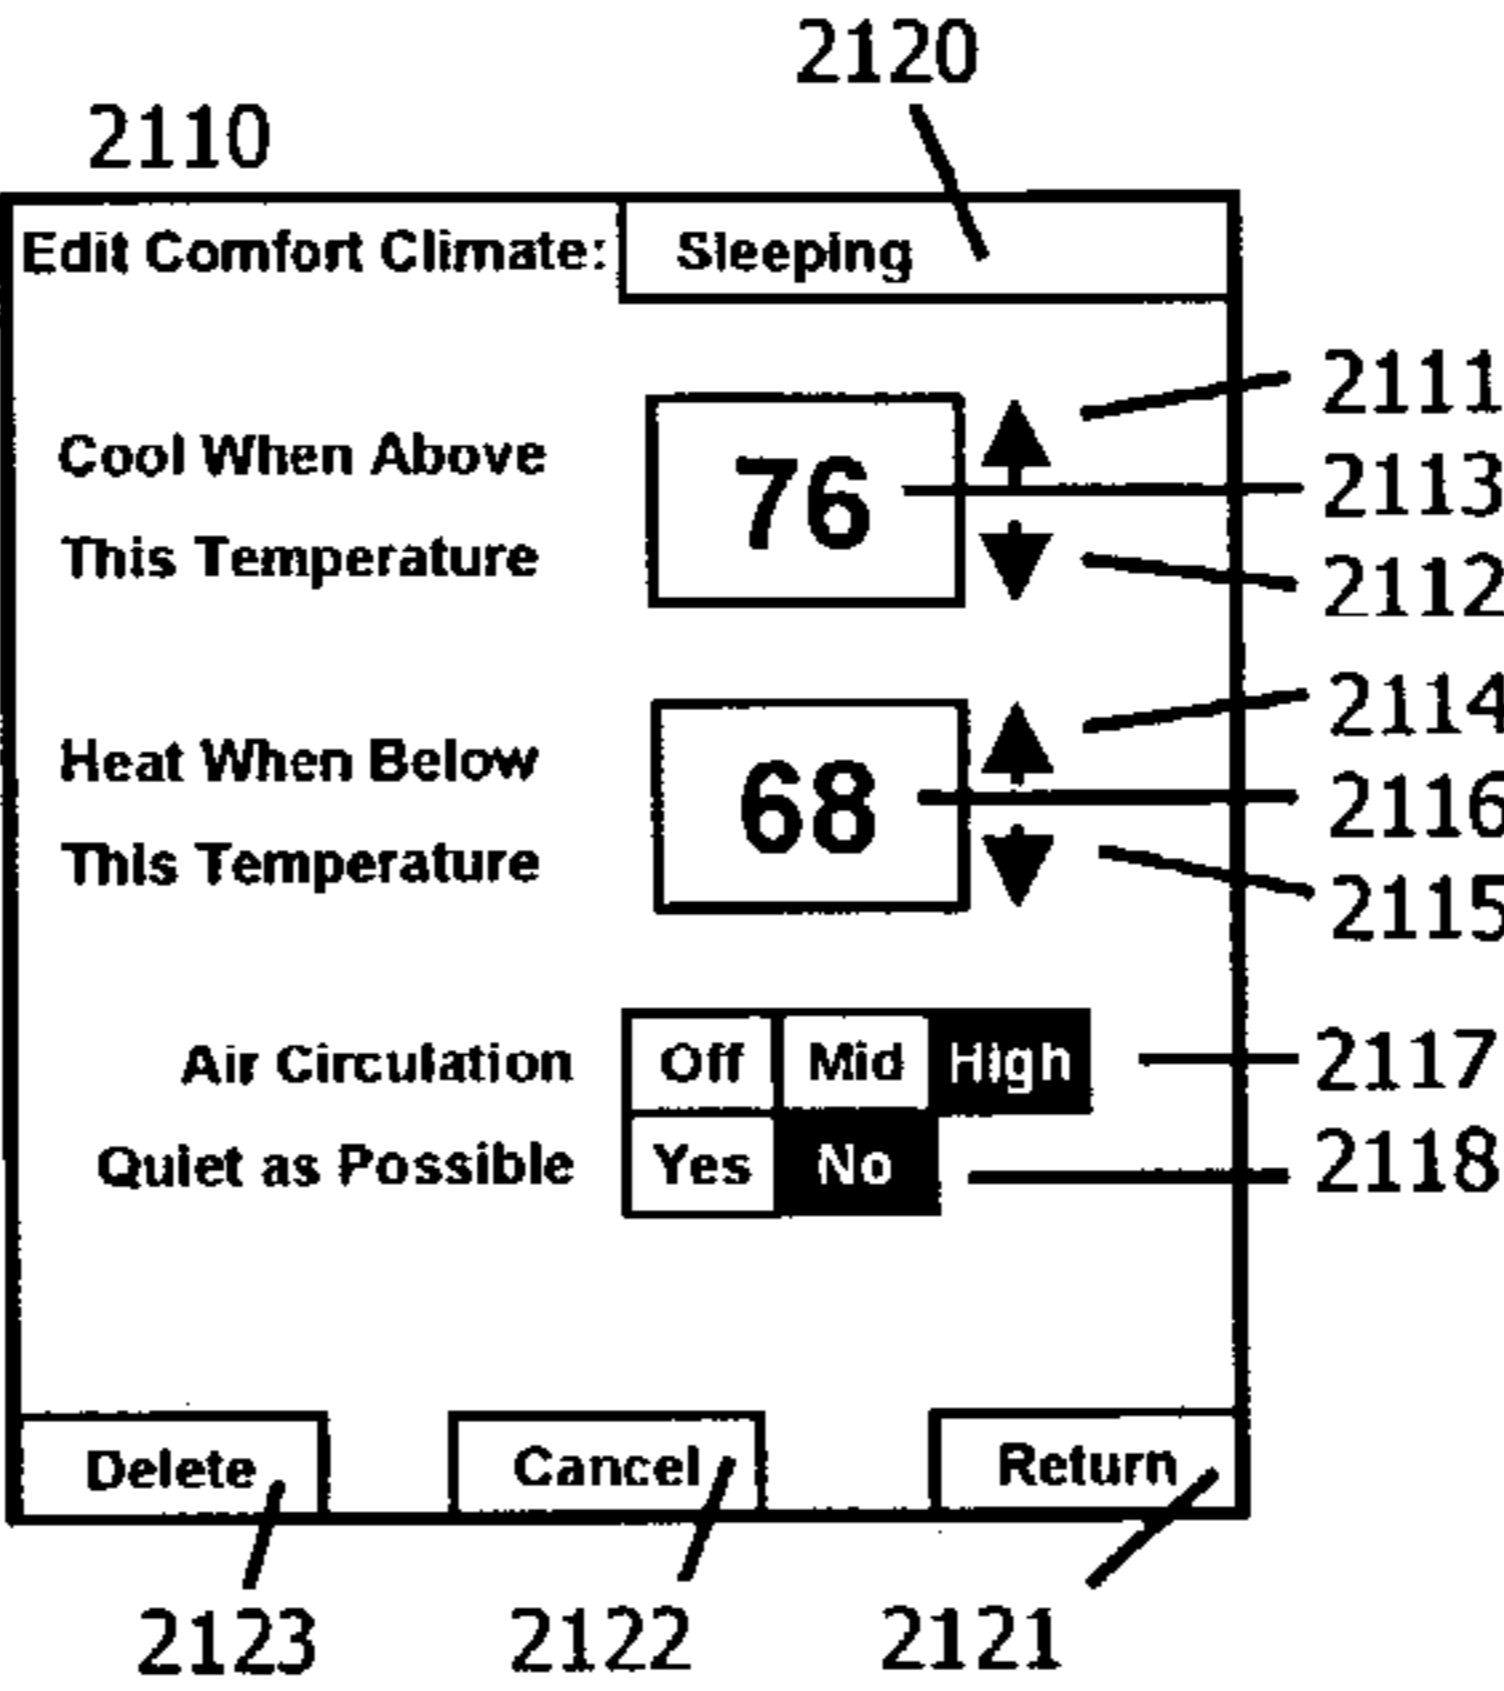 2120
2110
Edit Comfort Climate: Sleeping
2111
Cool When Above
76
2113
This Temperature
2112
2114
Heat When Below
68
2116
This Temperature
2115
Air Circulation Off Mid High 2117
Quiet as Possible Yes No 2118
Delete Cancel Return
2123 2122 2121